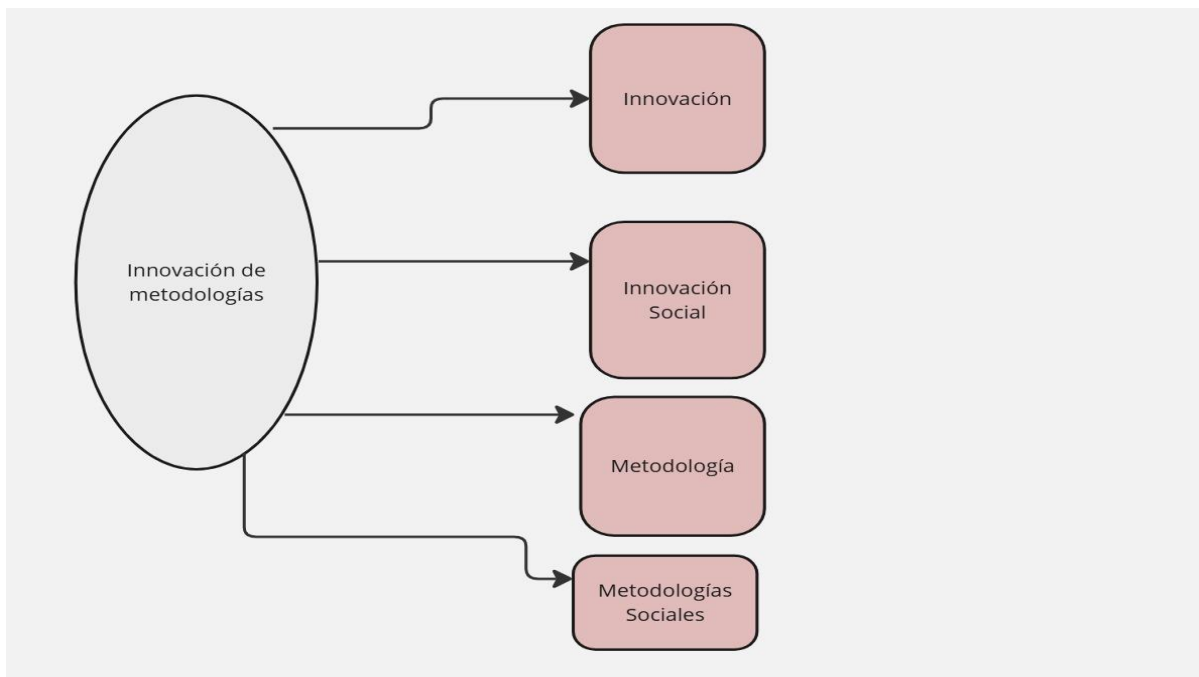 Innovación
Innovación de
metodologías
Innovación
Social
Metodología
Metodologías
Sociales